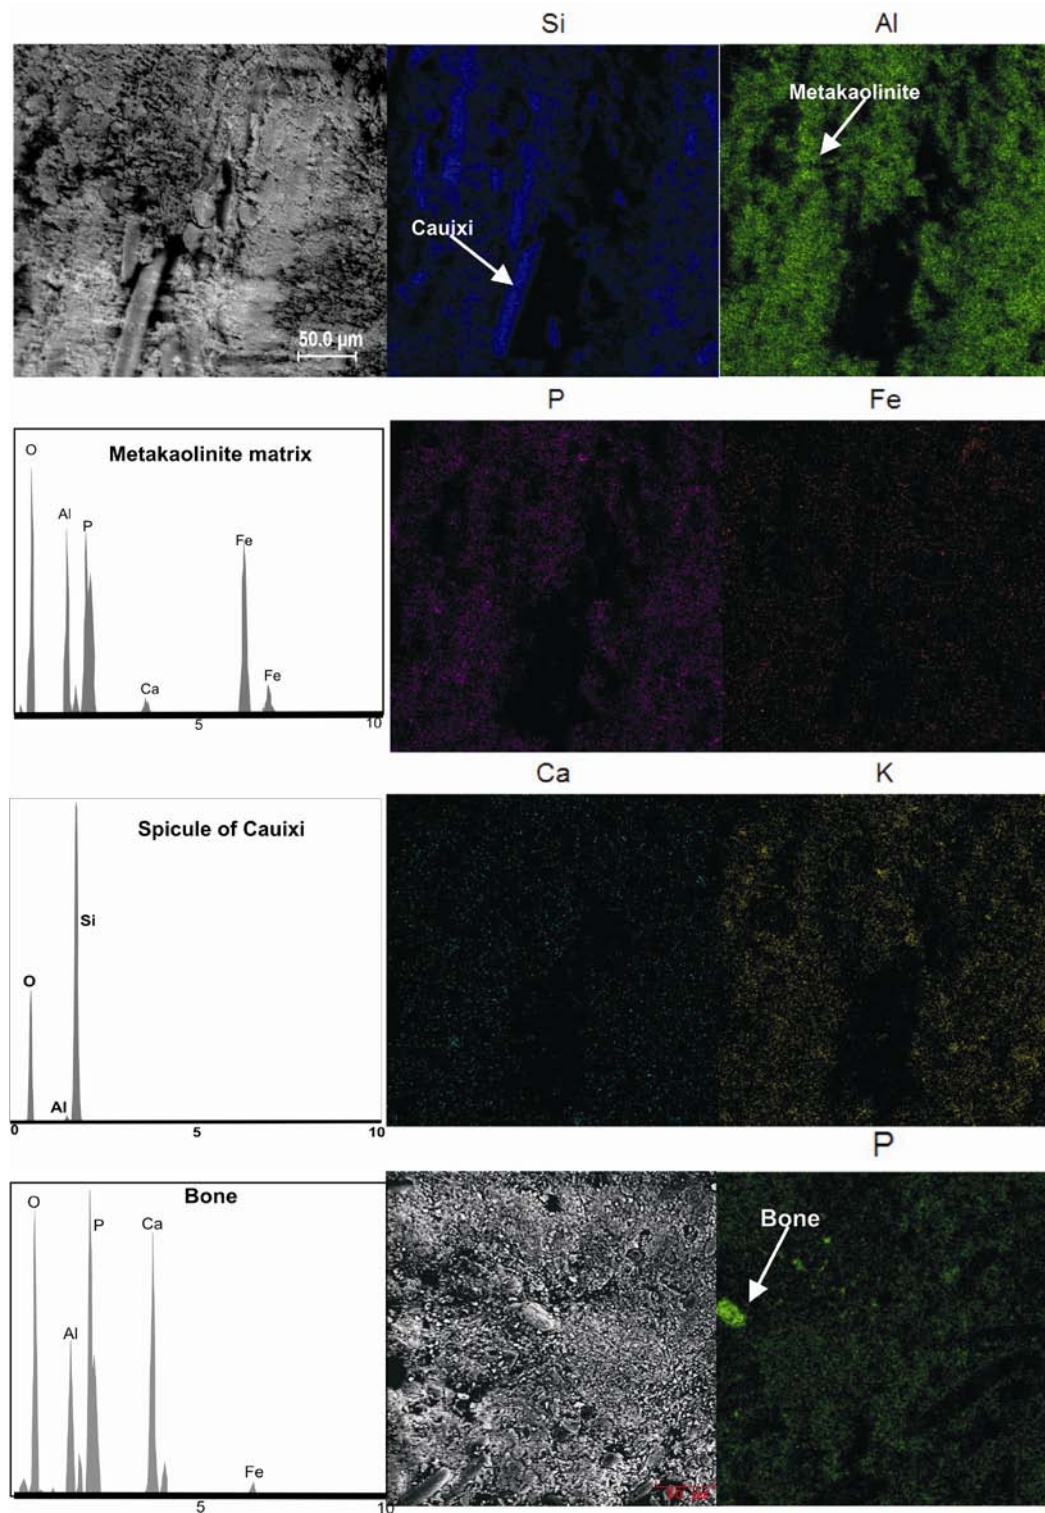 Si Al
Metakaolinite
Cauixi
50.0 µm
P Fe
Metakaolinite matrix
O
Al
P
Fe
Ca
Fe
5 10
Ca K
Spicule of Cauixi
Si
O
Al
0 5 10
P
Bone
O
P
Ca
Al
Fe
5 10
Bone